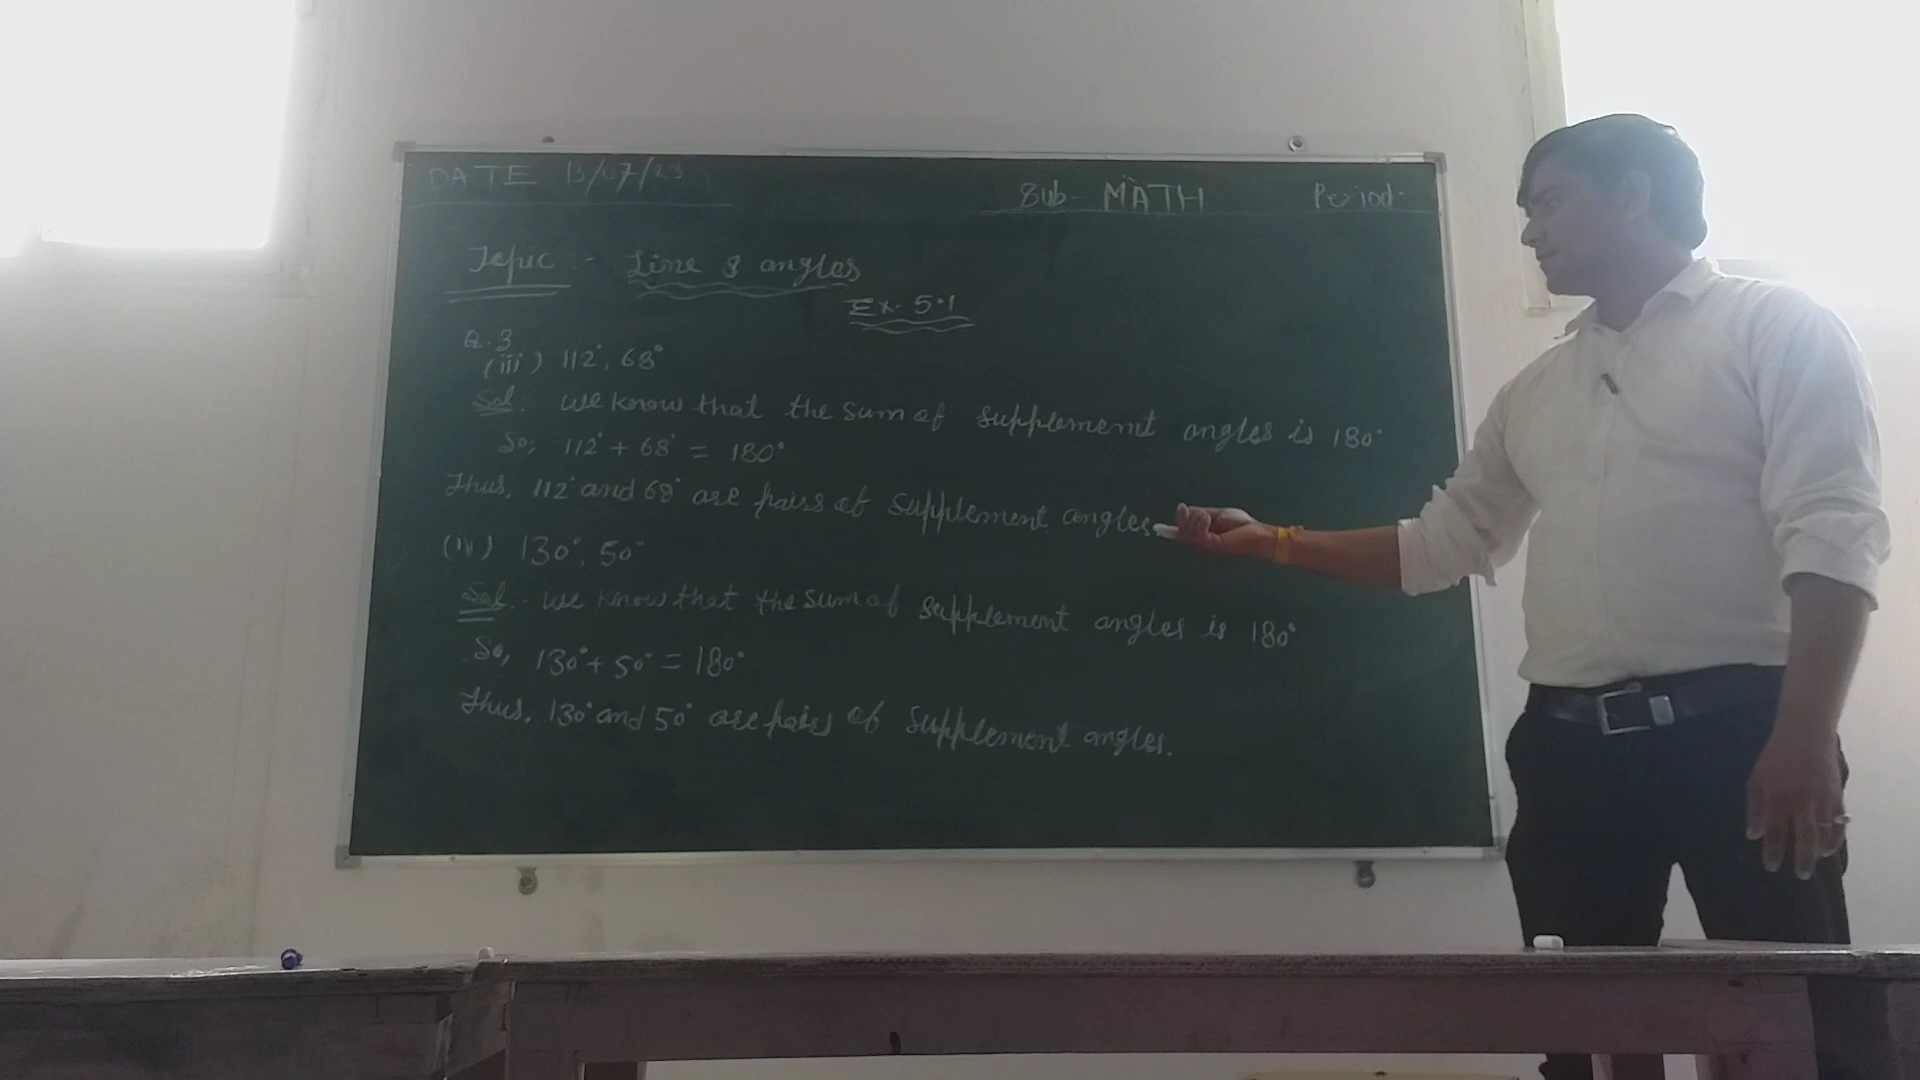 DATE 13/07/23
Sub- MATH Period-
Topic :- Line & angles
Ex. 5.1
Q.3
(iii) 112°, 68°
Sol:- We know that the sum of supplement angles is 180°
So, 112° + 68° = 180°
Thus, 112° and 68° are pairs of supplement angles.
(iv) 130°, 50°
Sol:- We know that the sum of supplement angles is 180°
So, 130° + 50° = 180°
Thus, 130° and 50° are pairs of supplement angles.